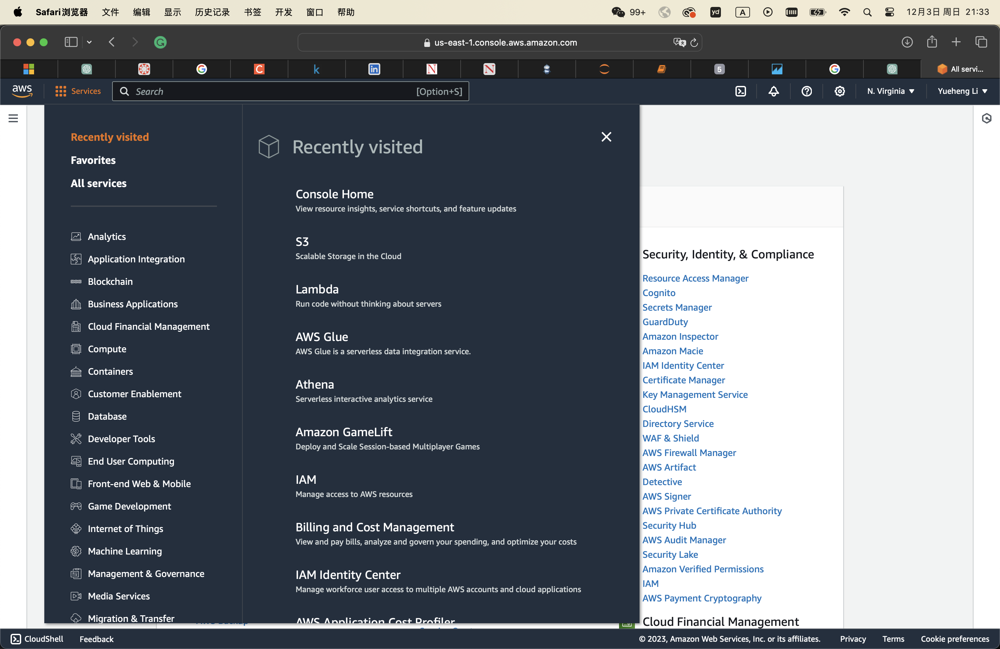 Safari浏览器 文件 编辑 显示 历史记录 书签 开发 窗口 帮助 99+ yd A 12月3日 周日 21:33
us-east-1.console.aws.amazon.com
C k in N N 5 All servi...
aws Services Search [Option+S] N. Virginia Yueheng Li
Recently visited
Favorites
All services
Analytics
Application Integration
Blockchain
Business Applications
Cloud Financial Management
Compute
Containers
Customer Enablement
Database
Developer Tools
End User Computing
Front-end Web & Mobile
Game Development
Internet of Things
Machine Learning
Management & Governance
Media Services
Migration & Transfer
Recently visited
Console Home
View resource insights, service shortcuts, and feature updates
S3
Scalable Storage in the Cloud
Lambda
Run code without thinking about servers
AWS Glue
AWS Glue is a serverless data integration service.
Athena
Serverless interactive analytics service
Amazon GameLift
Deploy and Scale Session-based Multiplayer Games
IAM
Manage access to AWS resources
Billing and Cost Management
View and pay bills, analyze and govern your spending, and optimize your costs
IAM Identity Center
Manage workforce user access to multiple AWS accounts and cloud applications
AWS Application Cost Profiler
Security, Identity, & Compliance
Resource Access Manager
Cognito
Secrets Manager
GuardDuty
Amazon Inspector
Amazon Macie
IAM Identity Center
Certificate Manager
Key Management Service
CloudHSM
Directory Service
WAF & Shield
AWS Firewall Manager
AWS Artifact
Detective
AWS Signer
AWS Private Certificate Authority
Security Hub
AWS Audit Manager
Security Lake
Amazon Verified Permissions
IAM
AWS Payment Cryptography
Cloud Financial Management
AWS Backup
CloudShell Feedback © 2023, Amazon Web Services, Inc. or its affiliates. Privacy Terms Cookie preferences